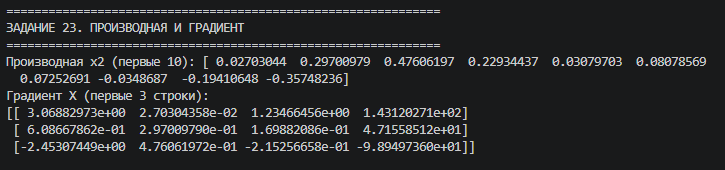 ==============================================================
ЗАДАНИЕ 23. ПРОИЗВОДНАЯ И ГРАДИЕНТ
==============================================================
Производная x2 (первые 10): [ 0.02703044  0.29700979  0.47606197  0.22934437  0.03079703  0.08078569
  0.07252691 -0.0348687  -0.19410648 -0.35748236]
Градиент X (первые 3 строки):
[[ 3.06882973e+00  2.70304358e-02  1.23466456e+00  1.43120271e+02]
 [ 6.08667862e-01  2.97009790e-01  1.69882086e-01  4.71558512e+01]
 [-2.45307449e+00  4.76061972e-01 -2.15256658e-01 -9.89497360e+01]]